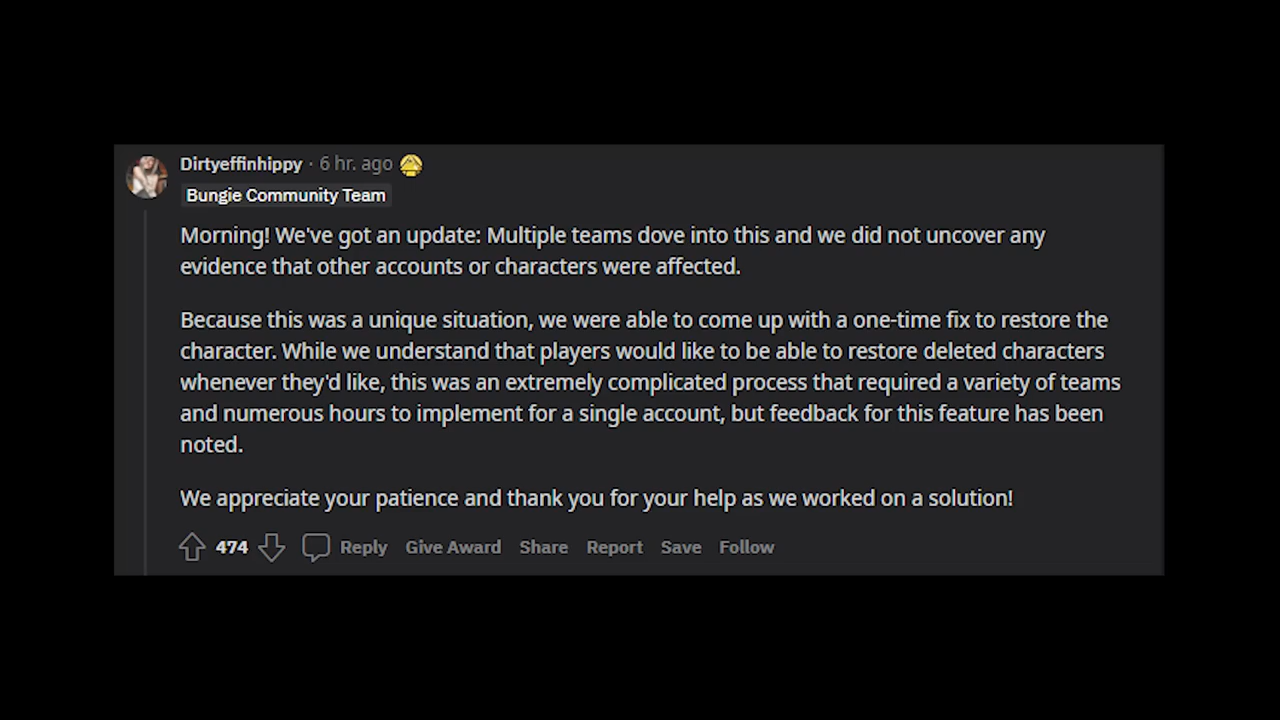 Dirtyeffinhippy · 6 hr. ago
Bungie Community Team
Morning! We've got an update: Multiple teams dove into this and we did not uncover any
evidence that other accounts or characters were affected.
Because this was a unique situation, we were able to come up with a one-time fix to restore the
character. While we understand that players would like to be able to restore deleted characters
whenever they'd like, this was an extremely complicated process that required a variety of teams
and numerous hours to implement for a single account, but feedback for this feature has been
noted.
We appreciate your patience and thank you for your help as we worked on a solution!
474 Reply Give Award Share Report Save Follow